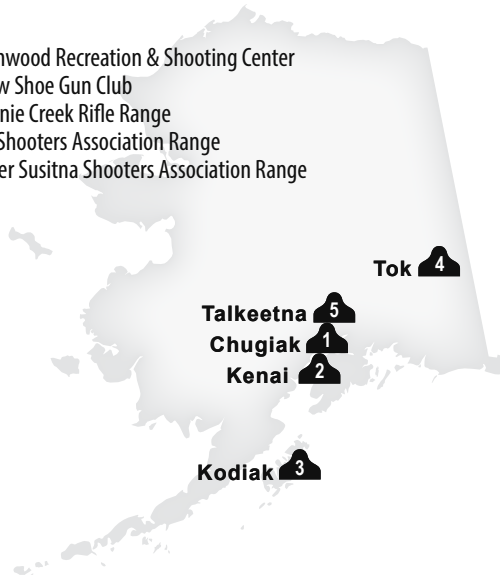 nwood Recreation & Shooting Center
w Shoe Gun Club
nie Creek Rifle Range
Shooters Association Range
er Susitna Shooters Association Range
Tok 4
Talkeetna 5
Chugiak 1
Kenai 2
Kodiak 3